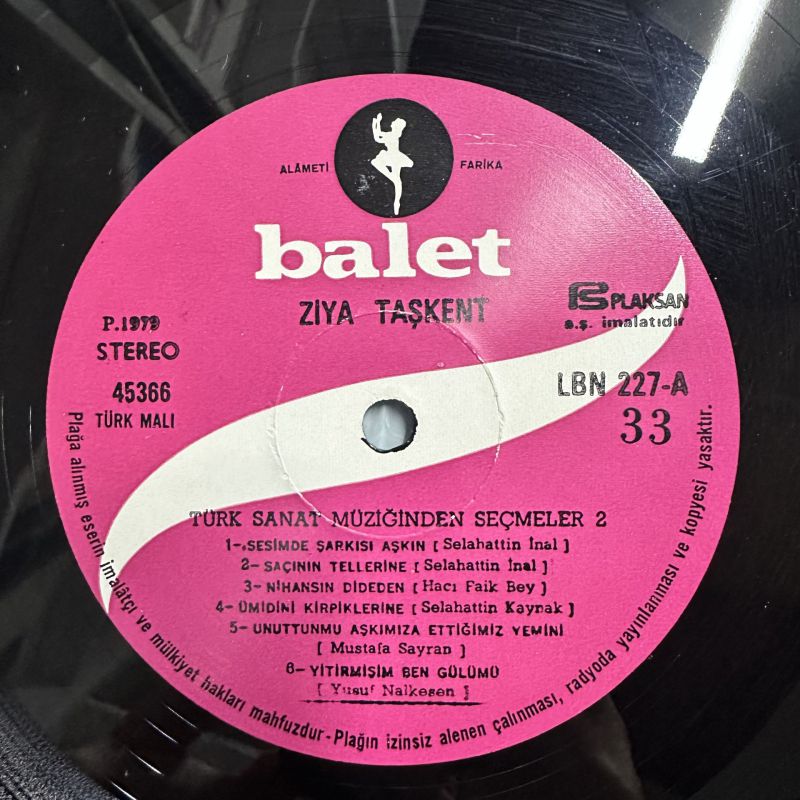 ALÂMETİ FARİKA
balet
ZİYA TAŞKENT
P.1979
STEREO
45366
TÜRK MALI
PLAKSAN
a.ş. imalatıdır
LBN 227-A
33
TÜRK SANAT MÜZİĞİNDEN SEÇMELER 2
1-.SESİMDE ŞARKISI AŞKIN [ Selahattin İnal ]
2- SAÇININ TELLERİNE [ Selahattin İnal ]
3- NİHANSIN DİDEDEN [ Hacı Faik Bey ]
4- ÜMİDİNİ KİRPİKLERİNE [ Selahattin Kaynak ]
5- UNUTTUNMU AŞKIMIZA ETTİĞİMİZ YEMİNİ
[ Mustafa Sayran ]
6- YİTİRMİŞİM BEN GÜLÜMÜ
[ Yusuf Nalkesen ]
Plağa alınmış eserin imalatçı ve mülkiyet hakları mahfuzdur-Plağın izinsiz alenen çalınması, radyoda yayınlanması ve kopyesi yasaktır.